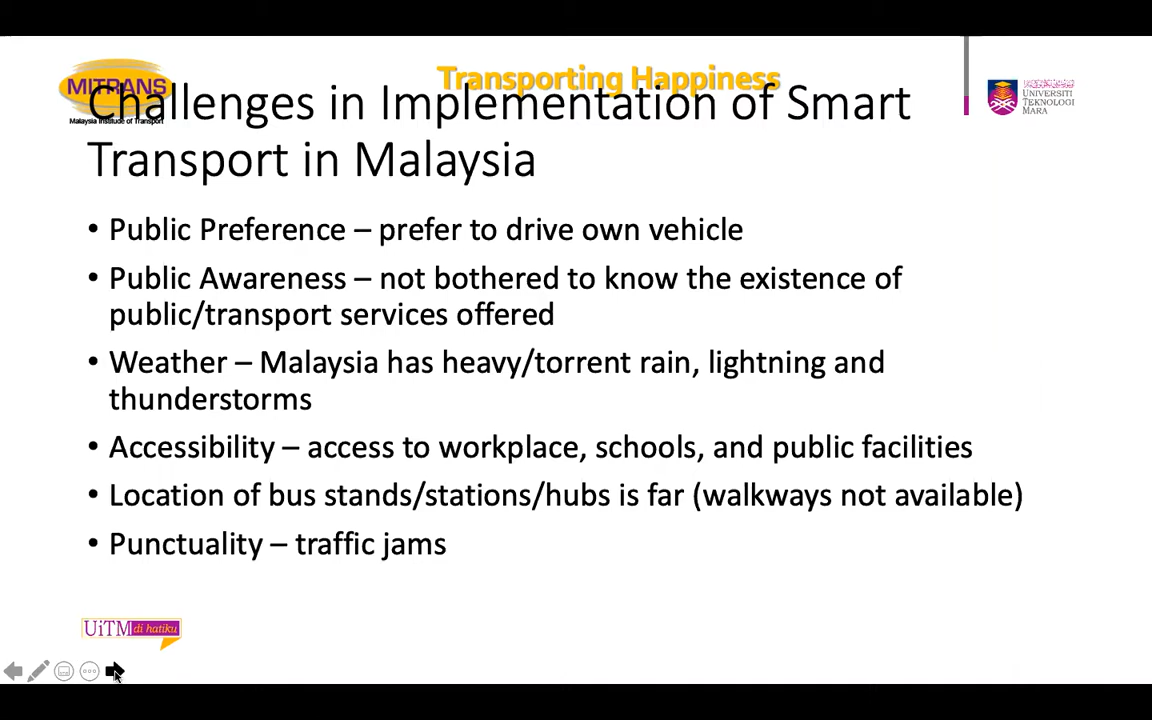 MITRANS
Malaysia Institute of Transport
Transporting Happiness
UNIVERSITI
TEKNOLOGI
MARA
Challenges in Implementation of Smart
Transport in Malaysia
• Public Preference – prefer to drive own vehicle
• Public Awareness – not bothered to know the existence of
public/transport services offered
• Weather – Malaysia has heavy/torrent rain, lightning and
thunderstorms
• Accessibility – access to workplace, schools, and public facilities
• Location of bus stands/stations/hubs is far (walkways not available)
• Punctuality – traffic jams
UiTM di hatiku